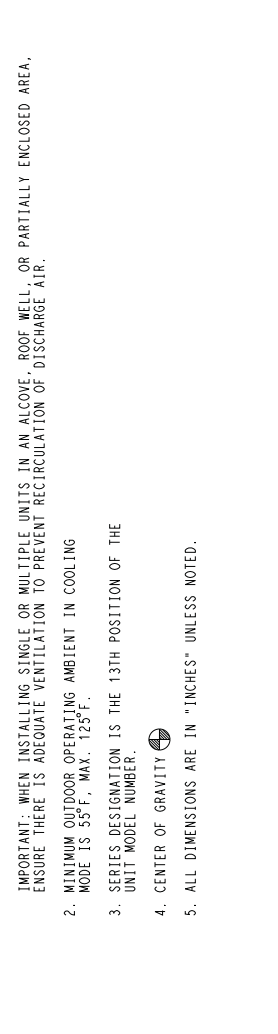 IMPORTANT: WHEN INSTALLING SINGLE OR MULTIPLE UNITS IN AN ALCOVE, ROOF WELL, OR PARTIALLY ENCLOSED AREA,
ENSURE THERE IS ADEQUATE VENTILATION TO PREVENT RECIRCULATION OF DISCHARGE AIR.
2. MINIMUM OUTDOOR OPERATING AMBIENT IN COOLING
MODE IS 55°F, MAX. 125°F.
3. SERIES DESIGNATION IS THE 13TH POSITION OF THE
UNIT MODEL NUMBER.
4. CENTER OF GRAVITY
5. ALL DIMENSIONS ARE IN "INCHES" UNLESS NOTED.